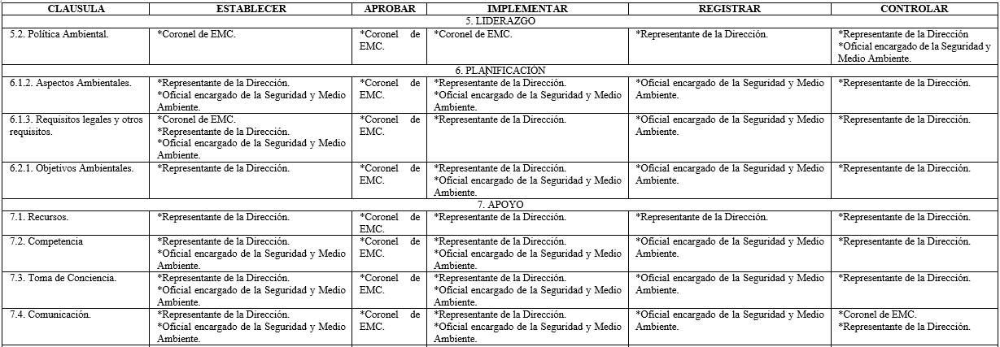 CLAUSULA ESTABLECER APROBAR IMPLEMENTAR REGISTRAR CONTROLAR
5. LIDERAZGO
5.2. Política Ambiental. *Coronel de EMC. *Coronel de *Coronel de EMC. *Representante de la Dirección. *Representante de la Dirección
EMC. *Oficial encargado de la Seguridad y
Medio Ambiente.
6. PLANIFICACIÓN
6.1.2. Aspectos Ambientales. *Representante de la Dirección. *Coronel de *Representante de la Dirección. *Oficial encargado de la Seguridad y Medio *Representante de la Dirección.
*Oficial encargado de la Seguridad y Medio EMC. *Oficial encargado de la Seguridad y Medio Ambiente.
Ambiente. Ambiente.
6.1.3. Requisitos legales y otros *Coronel de EMC. *Coronel de *Representante de la Dirección. *Oficial encargado de la Seguridad y Medio *Representante de la Dirección.
requisitos. *Representante de la Dirección. EMC. Ambiente.
*Oficial encargado de la Seguridad y Medio
Ambiente.
6.2.1. Objetivos Ambientales. *Representante de la Dirección. *Coronel de *Representante de la Dirección. *Oficial encargado de la Seguridad y Medio *Representante de la Dirección.
EMC. *Oficial encargado de la Seguridad y Medio Ambiente.
Ambiente.
7. APOYO
7.1. Recursos. *Representante de la Dirección. *Coronel de *Representante de la Dirección. *Representante de la Dirección. *Representante de la Dirección.
EMC.
7.2. Competencia *Representante de la Dirección. *Coronel de *Representante de la Dirección. *Oficial encargado de la Seguridad y Medio *Representante de la Dirección.
*Oficial encargado de la Seguridad y Medio EMC. *Oficial encargado de la Seguridad y Medio Ambiente.
Ambiente. Ambiente.
7.3. Toma de Conciencia. *Representante de la Dirección. *Coronel de *Representante de la Dirección. *Oficial encargado de la Seguridad y Medio *Representante de la Dirección.
*Oficial encargado de la Seguridad y Medio EMC. *Oficial encargado de la Seguridad y Medio Ambiente.
Ambiente. Ambiente.
7.4. Comunicación. *Representante de la Dirección. *Coronel de *Representante de la Dirección. *Oficial encargado de la Seguridad y Medio *Coronel de EMC.
*Oficial encargado de la Seguridad y Medio EMC. *Oficial encargado de la Seguridad y Medio Ambiente. *Representante de la Dirección.
Ambiente. Ambiente.